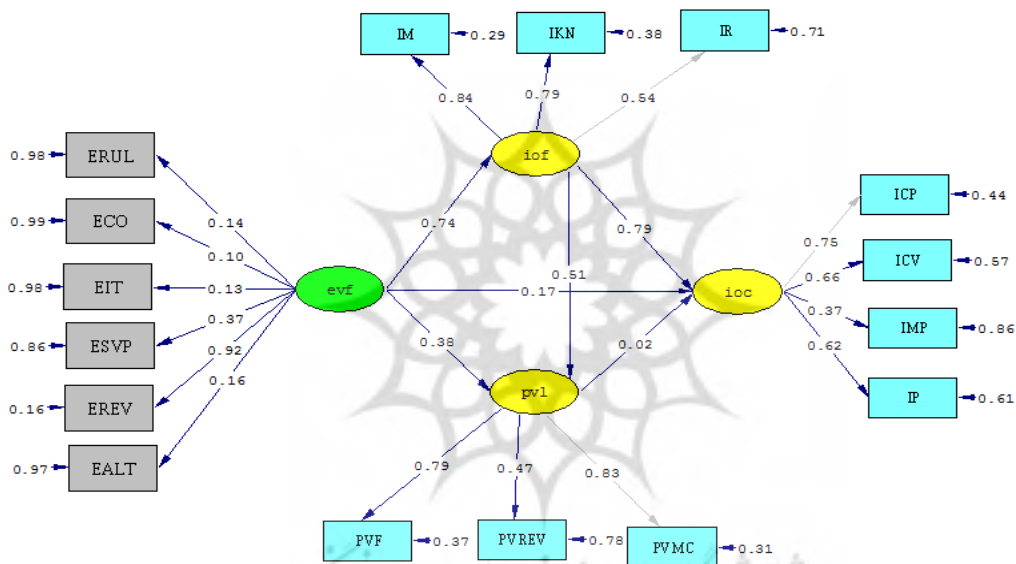 IM
0.29
IKN
0.38
IR
0.71
0.84
0.79
0.54
0.98
ERUL
iof
0.14
ICP
0.44
0.99
ECO
0.74
0.79
0.75
0.10
ICV
0.57
0.98
EIT
0.13
evf
0.51
0.17
ioc
0.66
0.37
0.37
IMP
0.86
0.86
ESVP
0.92
0.38
0.02
0.62
0.16
pvl
IP
0.61
0.16
EREV
0.97
EALT
0.79
0.47
0.83
PVF
0.37
PVREV
0.78
PVMC
0.31